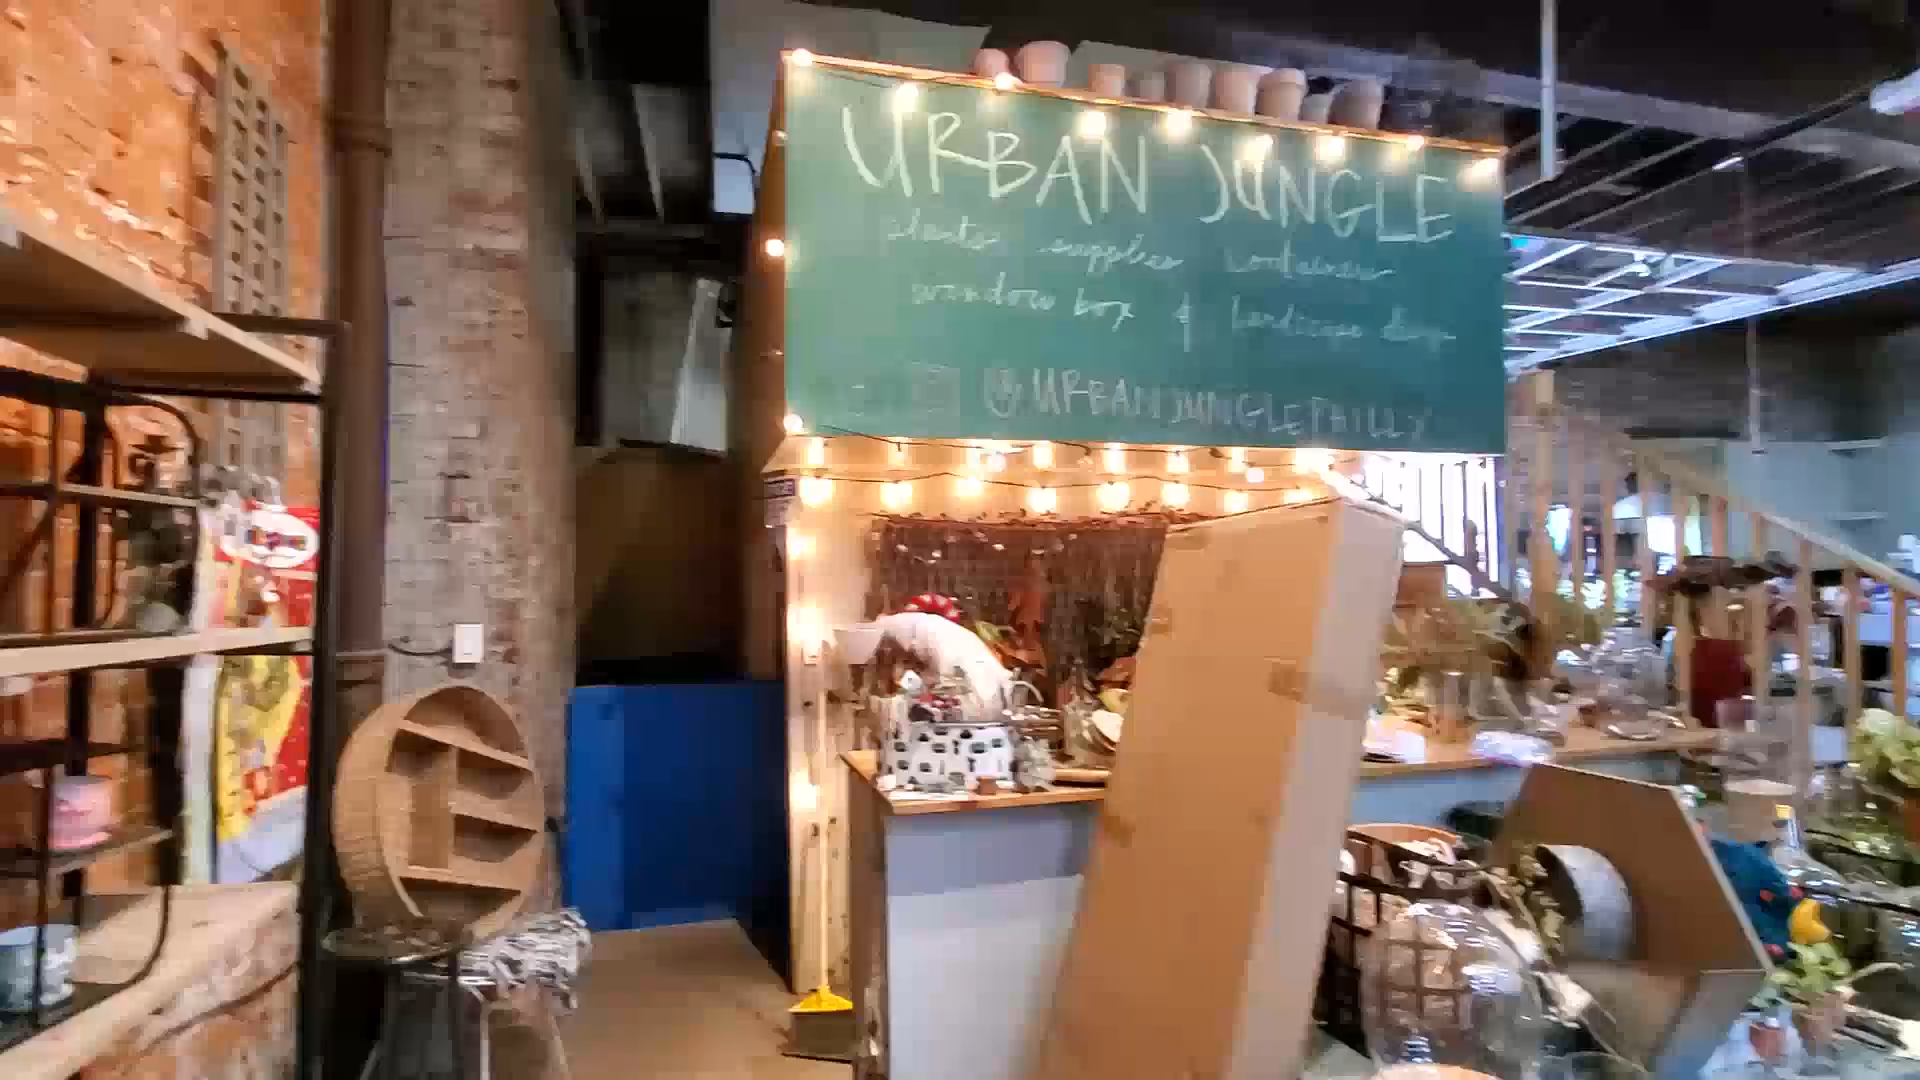 URBAN JUNGLE
plants supplies containers
window box & landscape design
@URBANJUNGLEPHILLY